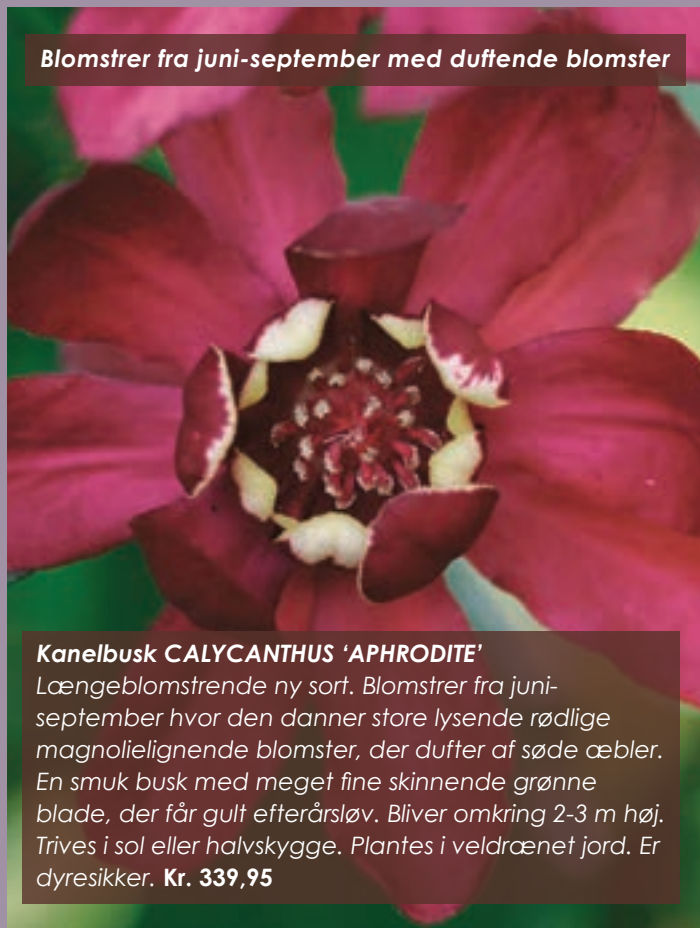 Blomstrer fra juni-september med duftende blomster
Kanelbusk CALYCANTHUS ‘APHRODITE’
Længeblomstrende ny sort. Blomstrer fra juni-
september hvor den danner store lysende rødlige
magnolielignende blomster, der dufter af søde æbler.
En smuk busk med meget fine skinnende grønne
blade, der får gult efterårsløv. Bliver omkring 2-3 m høj.
Trives i sol eller halvskygge. Plantes i veldrænet jord. Er
dyresikker. Kr. 339,95